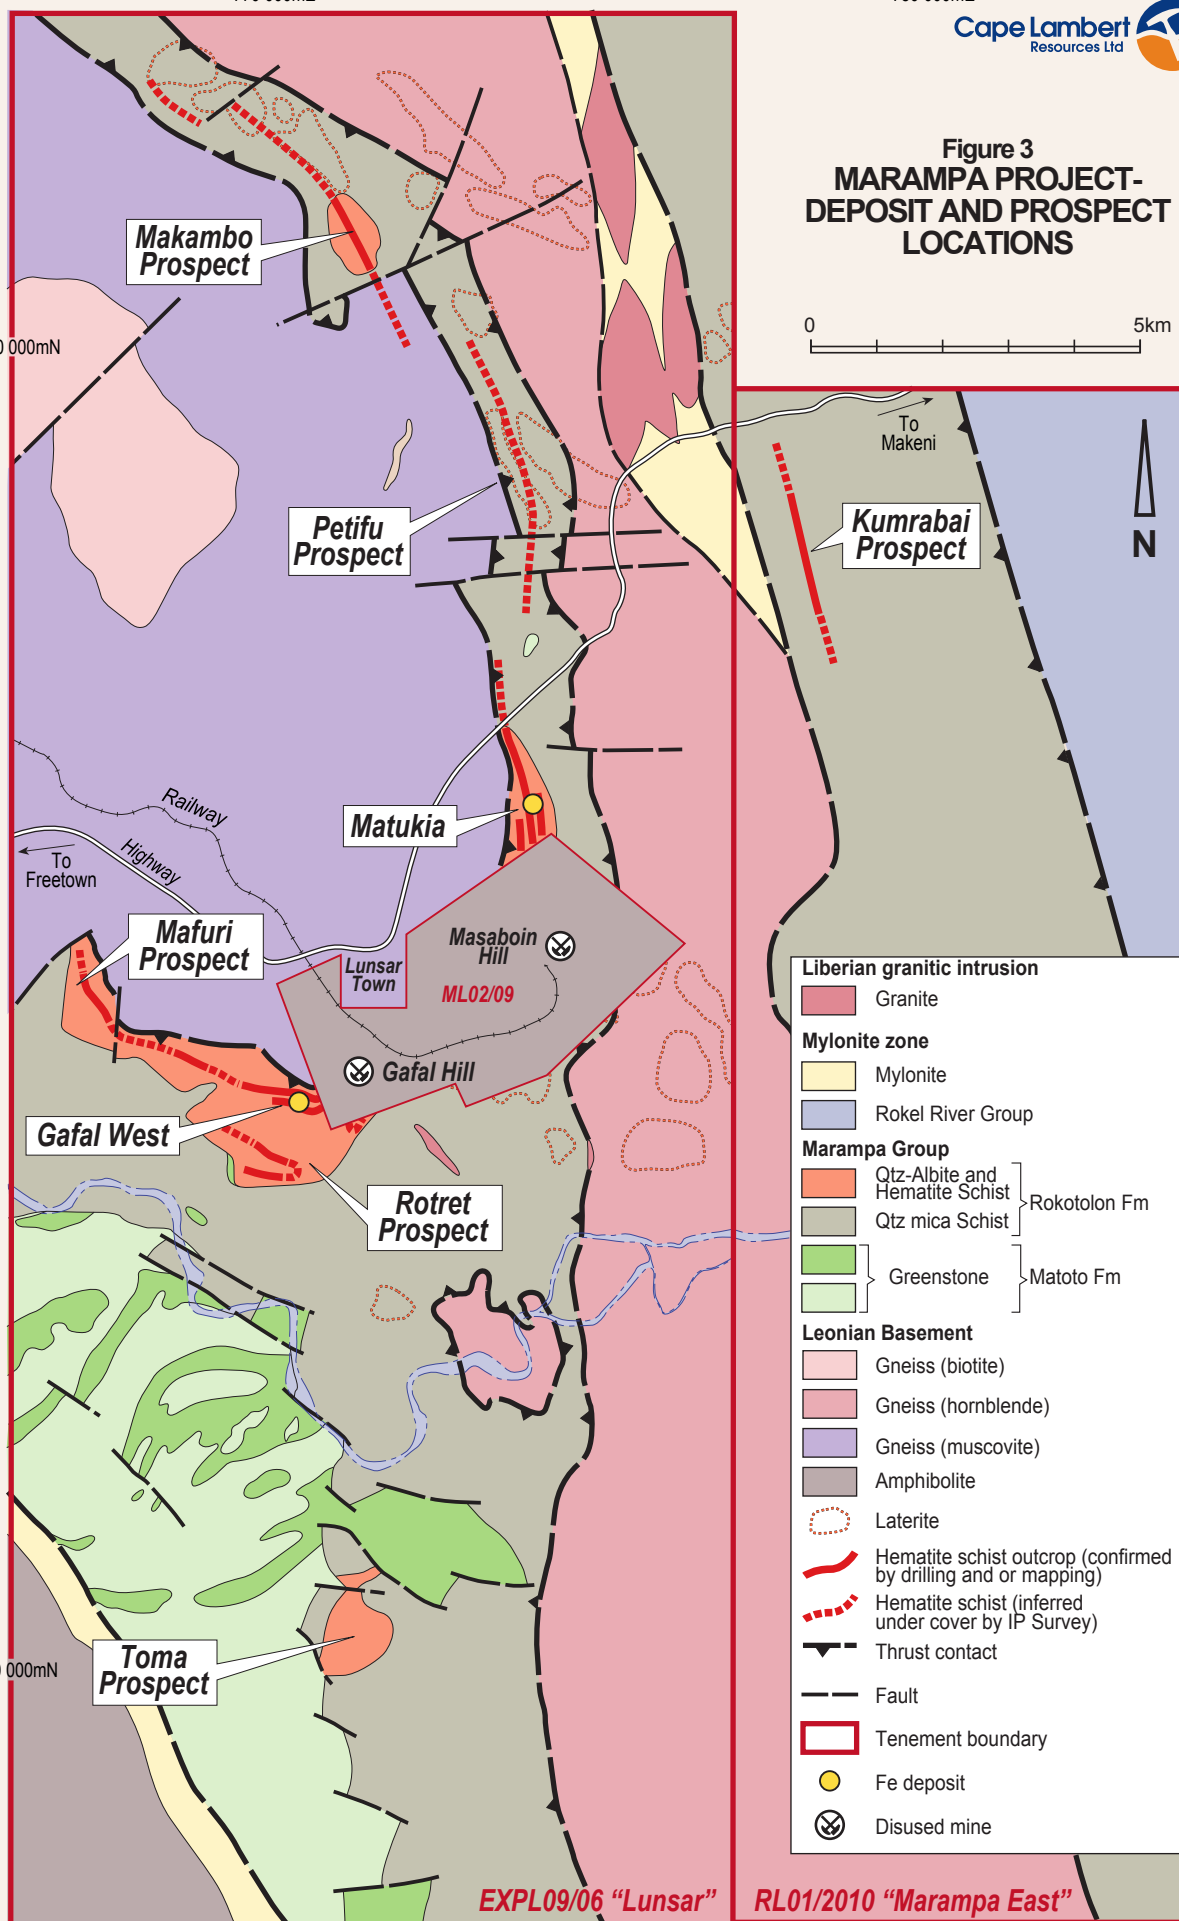 Cape Lambert
Resources Ltd
Figure 3
MARAMPA PROJECT-
DEPOSIT AND PROSPECT
LOCATIONS
0
5km
To
Makeni
N
Makambo
Prospect
000mN
Petifu
Prospect
Kumrabai
Prospect
Matukia
Railway
Highway
To
Freetown
Mafuri
Prospect
Masaboin
Hill
Lunsar
Town
ML02/09
Gafal Hill
Gafal West
Rotret
Prospect
Toma
Prospect
000mN
EXPL09/06 “Lunsar”
RL01/2010 “Marampa East”
Liberian granitic intrusion
Granite
Mylonite zone
Mylonite
Rokel River Group
Marampa Group
Qtz-Albite and
Hematite Schist
Rokotolon Fm
Qtz mica Schist
Greenstone
Matoto Fm
Leonian Basement
Gneiss (biotite)
Gneiss (hornblende)
Gneiss (muscovite)
Amphibolite
Laterite
Hematite schist outcrop (confirmed
by drilling and or mapping)
Hematite schist (inferred
under cover by IP Survey)
Thrust contact
Fault
Tenement boundary
Fe deposit
Disused mine